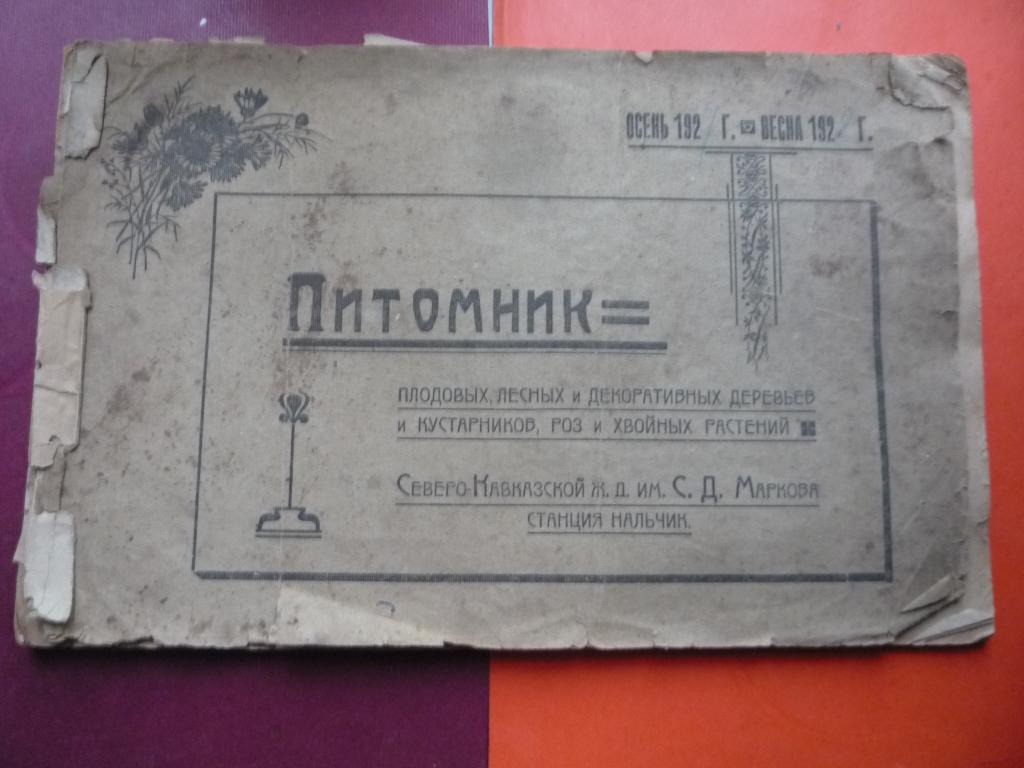 ОСЕНЬ 192 Г. ВЕСНА 192 Г.
ПИТОМНИК
ПЛОДОВЫХ, ЛЕСНЫХ и ДЕКОРАТИВНЫХ ДЕРЕВЬЕВ
и КУСТАРНИКОВ, РОЗ и ХВОЙНЫХ РАСТЕНИЙ
СЕВЕРО-КАВКАЗСКОЙ Ж. Д. ИМ. С. Д. МАРКОВА
СТАНЦИЯ НАЛЬЧИК.